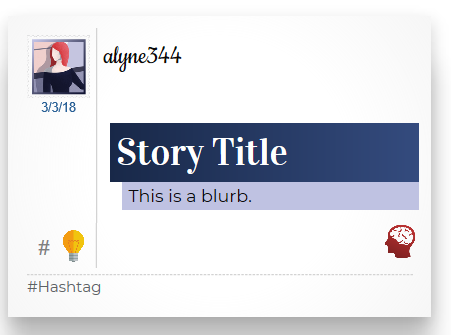 alyne344
3/3/18
Story Title
This is a blurb.
#
#Hashtag